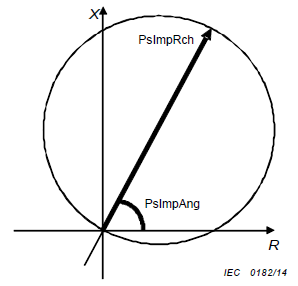 X
PsImpRch
PsImpAng
R
IEC 0182/14